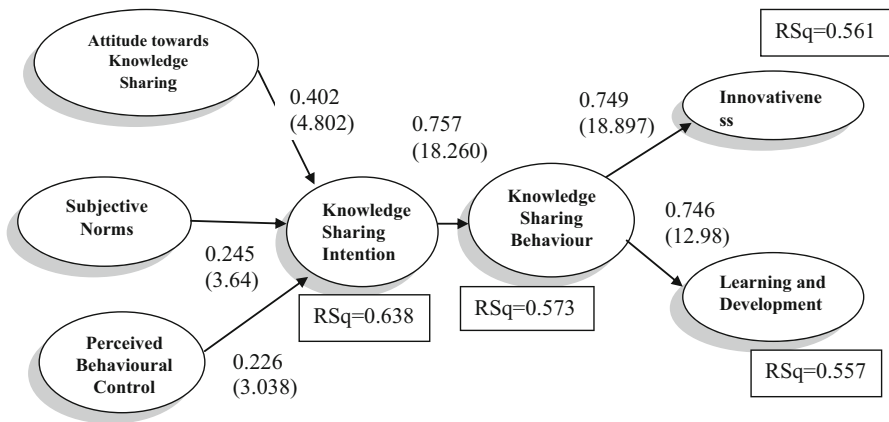 Attitude towards
Knowledge
Sharing
0.402
(4.802)
Subjective
Norms
0.245
(3.64)
Perceived
Behavioural
Control
0.226
(3.038)
Knowledge
Sharing
Intention
RSq=0.638
0.757
(18.260)
Knowledge
Sharing
Behaviour
RSq=0.573
0.749
(18.897)
RSq=0.561
Innovativene
ss
0.746
(12.98)
Learning and
Development
RSq=0.557